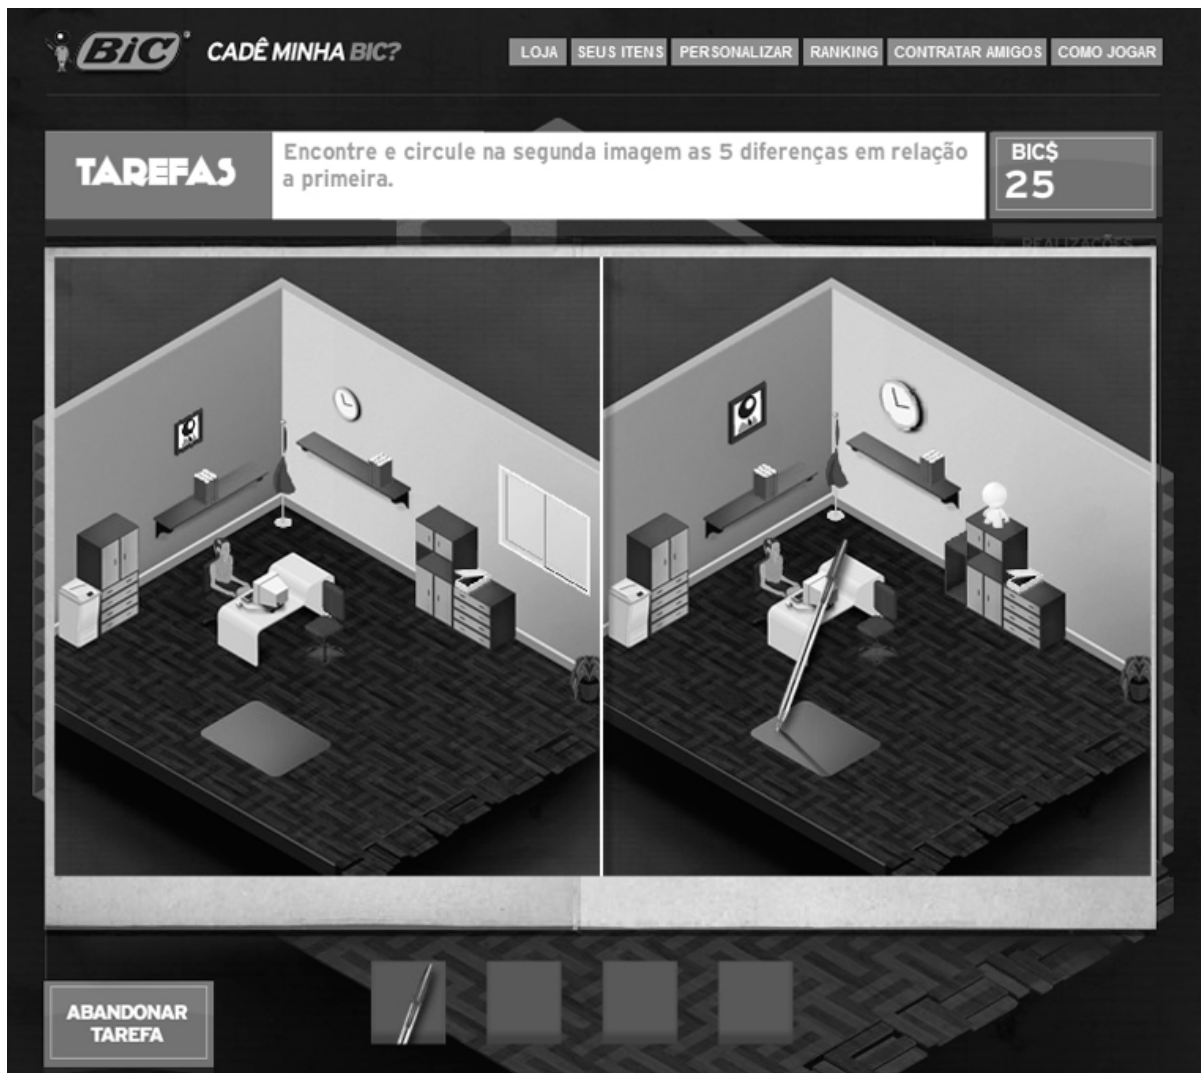 BiC CADÊ MINHA BIC?
LOJA SEUS ITENS PERSONALIZAR RANKING CONTRATAR AMIGOS COMO JOGAR
TAREFAS
Encontre e circule na segunda imagem as 5 diferenças em relação
a primeira.
BIC$
25
REALIZAÇÕES
ABANDONAR
TAREFA